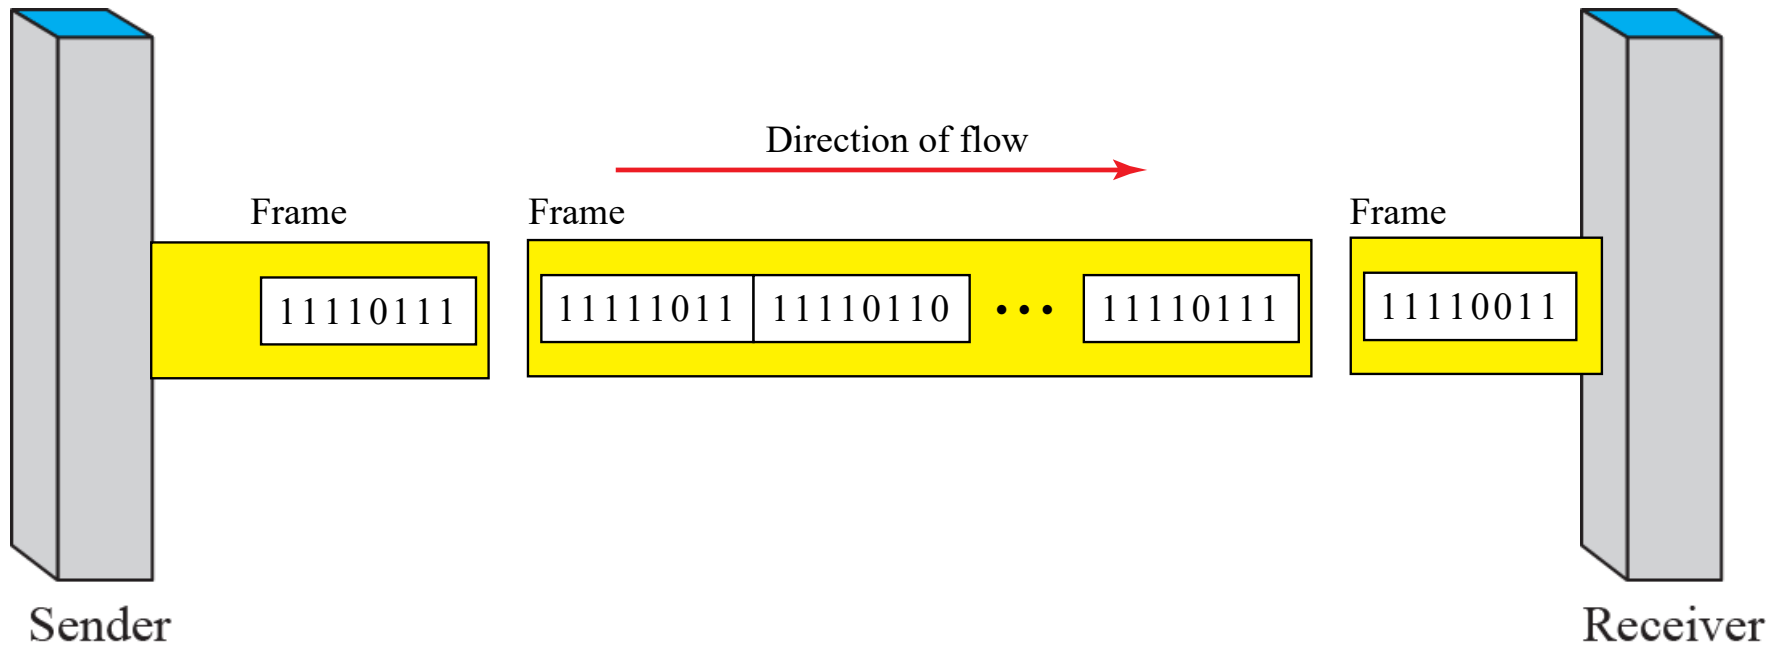 Direction of flow
Frame
Frame
Frame
11110111
11111011
11110110
...
11110111
11110011
Sender
Receiver